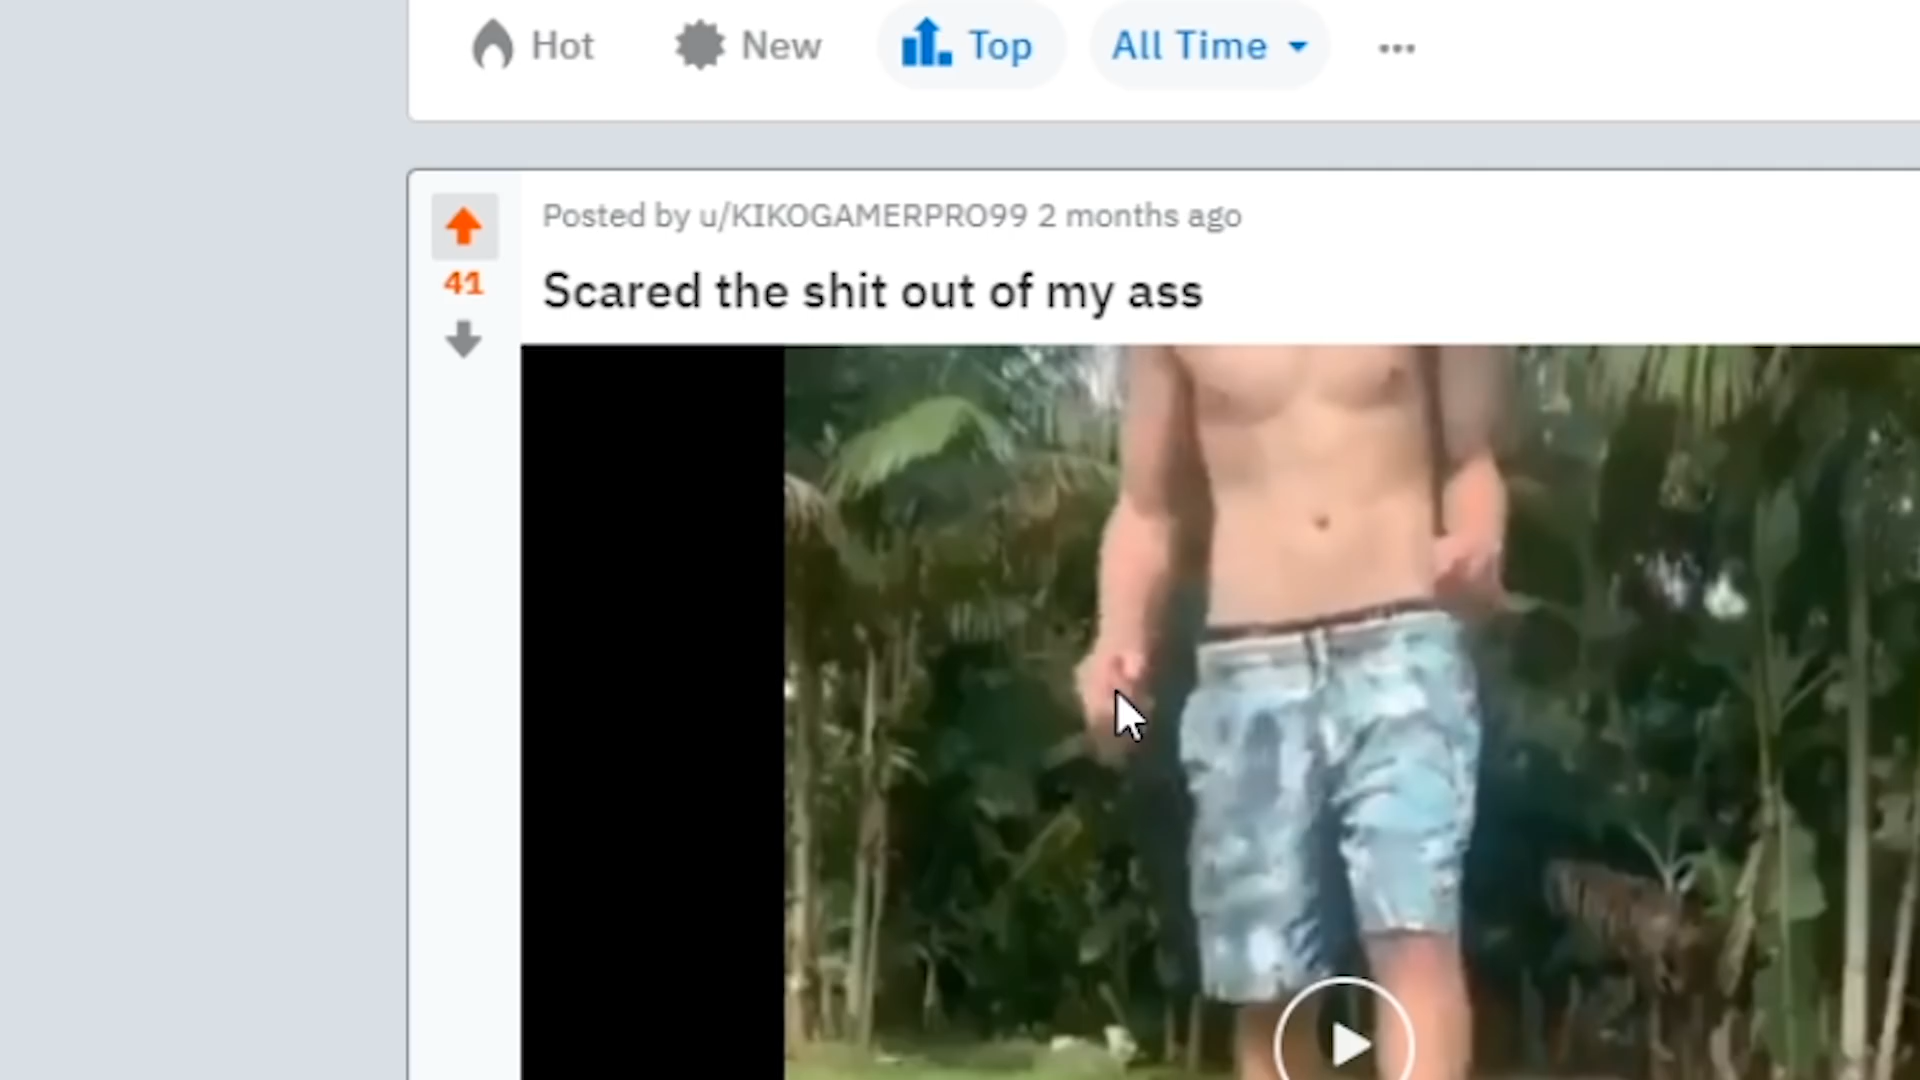 Hot New Top All Time
Posted by u/KIKOGAMERPRO99 2 months ago
41
Scared the shit out of my ass